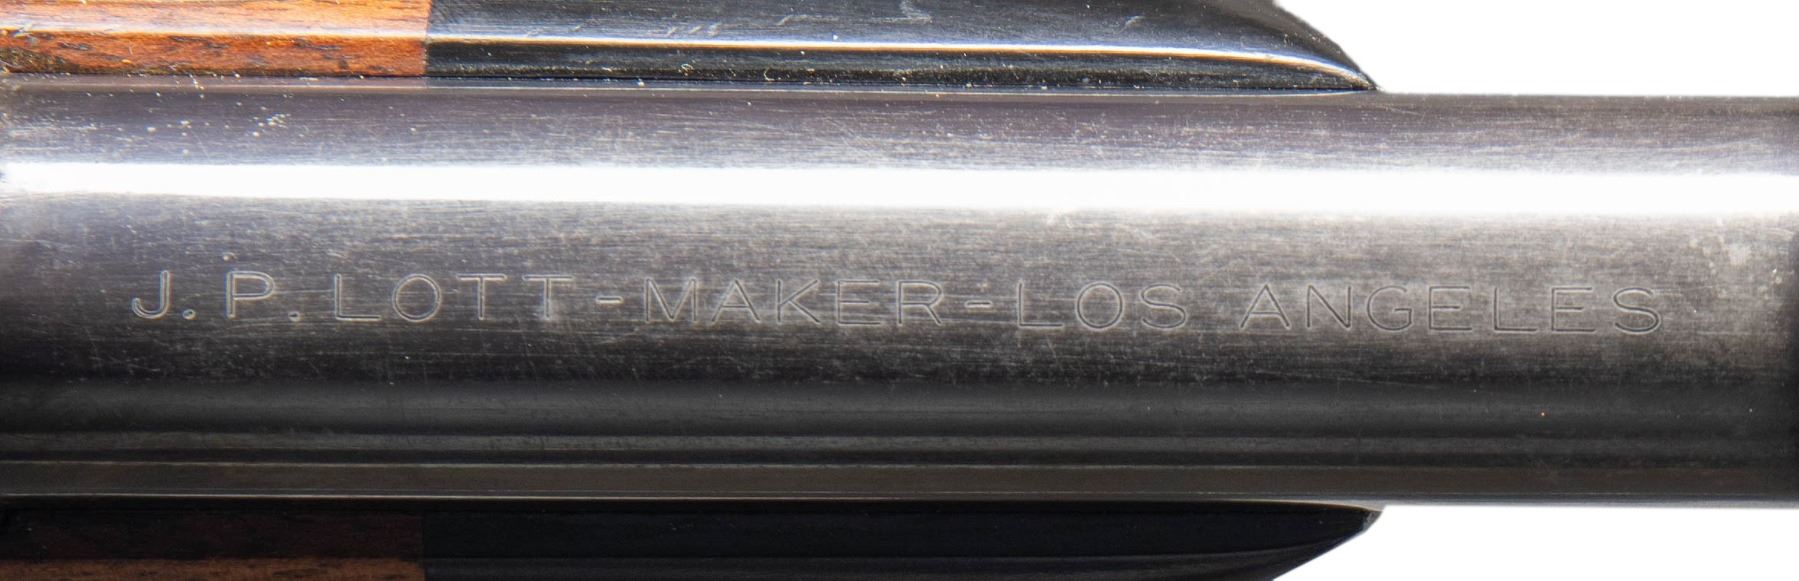 J. P. LOTT - MAKER - LOS ANGELES